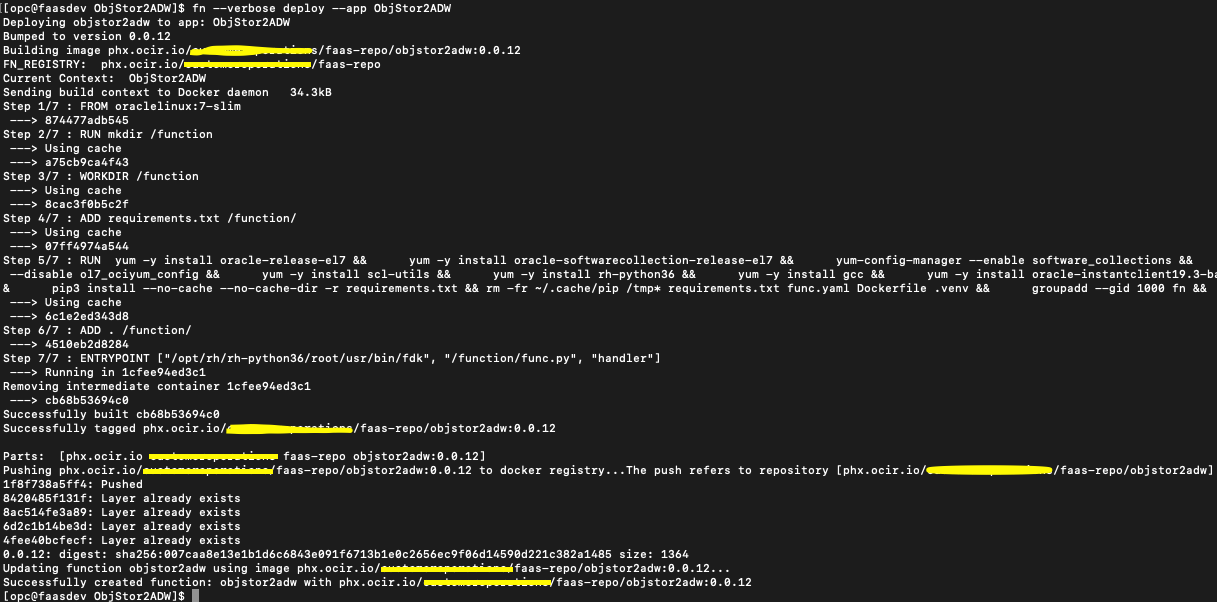 [[opc@faasdev ObjStor2ADW]$ fn --verbose deploy --app ObjStor2ADW
Deploying objstor2adw to app: ObjStor2ADW
Bumped to version 0.0.12
Building image phx.ocir.io/ /faas-repo/objstor2adw:0.0.12
FN_REGISTRY:  phx.ocir.io/ /faas-repo
Current Context:  ObjStor2ADW
Sending build context to Docker daemon   34.3kB
Step 1/7 : FROM oraclelinux:7-slim
 ---> 874477adb545
Step 2/7 : RUN mkdir /function
 ---> Using cache
 ---> a75cb9ca4f43
Step 3/7 : WORKDIR /function
 ---> Using cache
 ---> 8cac3f0b5c2f
Step 4/7 : ADD requirements.txt /function/
 ---> Using cache
 ---> 07ff4974a544
Step 5/7 : RUN  yum -y install oracle-release-el7 &&      yum -y install oracle-softwarecollection-release-el7 &&      yum-config-manager --enable software_collections &&
 --disable ol7_ociyum_config &&      yum -y install scl-utils &&      yum -y install rh-python36 &&      yum -y install gcc &&      yum -y install oracle-instantclient19.3-ba
&      pip3 install --no-cache --no-cache-dir -r requirements.txt && rm -fr ~/.cache/pip /tmp* requirements.txt func.yaml Dockerfile .venv &&      groupadd --gid 1000 fn &&
 ---> Using cache
 ---> 6c1e2ed343d8
Step 6/7 : ADD . /function/
 ---> 4510eb2d8284
Step 7/7 : ENTRYPOINT ["/opt/rh/rh-python36/root/usr/bin/fdk", "/function/func.py", "handler"]
 ---> Running in 1cfee94ed3c1
Removing intermediate container 1cfee94ed3c1
 ---> cb68b53694c0
Successfully built cb68b53694c0
Successfully tagged phx.ocir.io/ /faas-repo/objstor2adw:0.0.12
Parts:  [phx.ocir.io faas-repo objstor2adw:0.0.12]
Pushing phx.ocir.io/ /faas-repo/objstor2adw:0.0.12 to docker registry...The push refers to repository [phx.ocir.io/ /faas-repo/objstor2adw]
1f8f738a5ff4: Pushed
8420485f131f: Layer already exists
8ac514fe3a89: Layer already exists
6d2c1b14be3d: Layer already exists
4fee40bcfecf: Layer already exists
0.0.12: digest: sha256:007caa8e13e1b1d6c6843e091f6713b1e0c2656ec9f06d14590d221c382a1485 size: 1364
Updating function objstor2adw using image phx.ocir.io/ /faas-repo/objstor2adw:0.0.12...
Successfully created function: objstor2adw with phx.ocir.io/ /faas-repo/objstor2adw:0.0.12
[opc@faasdev ObjStor2ADW]$